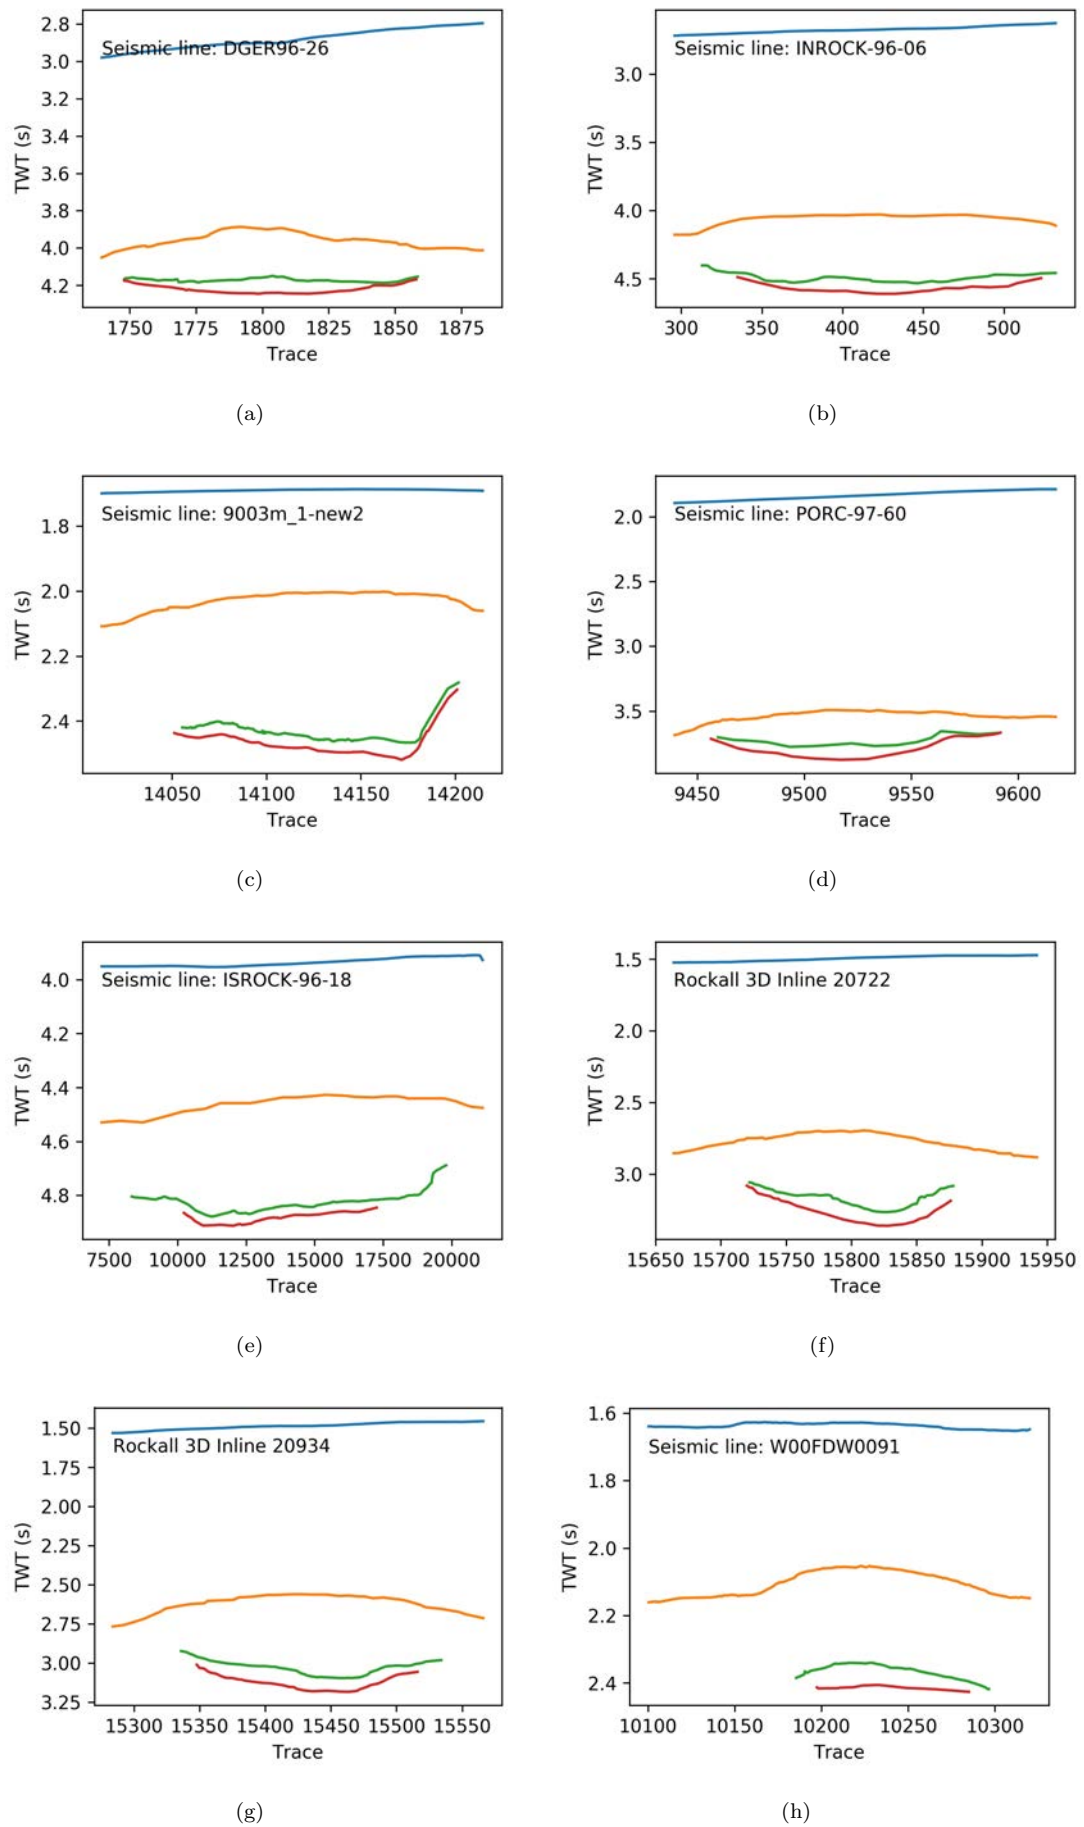 2.8
3.0
3.2
3.4
3.6
3.8
4.0
4.2
TWT (s)
Seismic line: DGER96-26
1750 1775 1800 1825 1850 1875
Trace
(a)
3.0
3.5
4.0
4.5
TWT (s)
Seismic line: INROCK-96-06
300 350 400 450 500
Trace
(b)
1.8
2.0
2.2
2.4
TWT (s)
Seismic line: 9003m_1-new2
14050 14100 14150 14200
Trace
(c)
2.0
2.5
3.0
3.5
TWT (s)
Seismic line: PORC-97-60
9450 9500 9550 9600
Trace
(d)
4.0
4.2
4.4
4.6
4.8
TWT (s)
Seismic line: ISROCK-96-18
7500 10000 12500 15000 17500 20000
Trace
(e)
1.5
2.0
2.5
3.0
TWT (s)
Rockall 3D Inline 20722
15650 15700 15750 15800 15850 15900 15950
Trace
(f)
1.50
1.75
2.00
2.25
2.50
2.75
3.00
3.25
TWT (s)
Rockall 3D Inline 20934
15300 15350 15400 15450 15500 15550
Trace
(g)
1.6
1.8
2.0
2.2
2.4
TWT (s)
Seismic line: W00FDW0091
10100 10150 10200 10250 10300
Trace
(h)